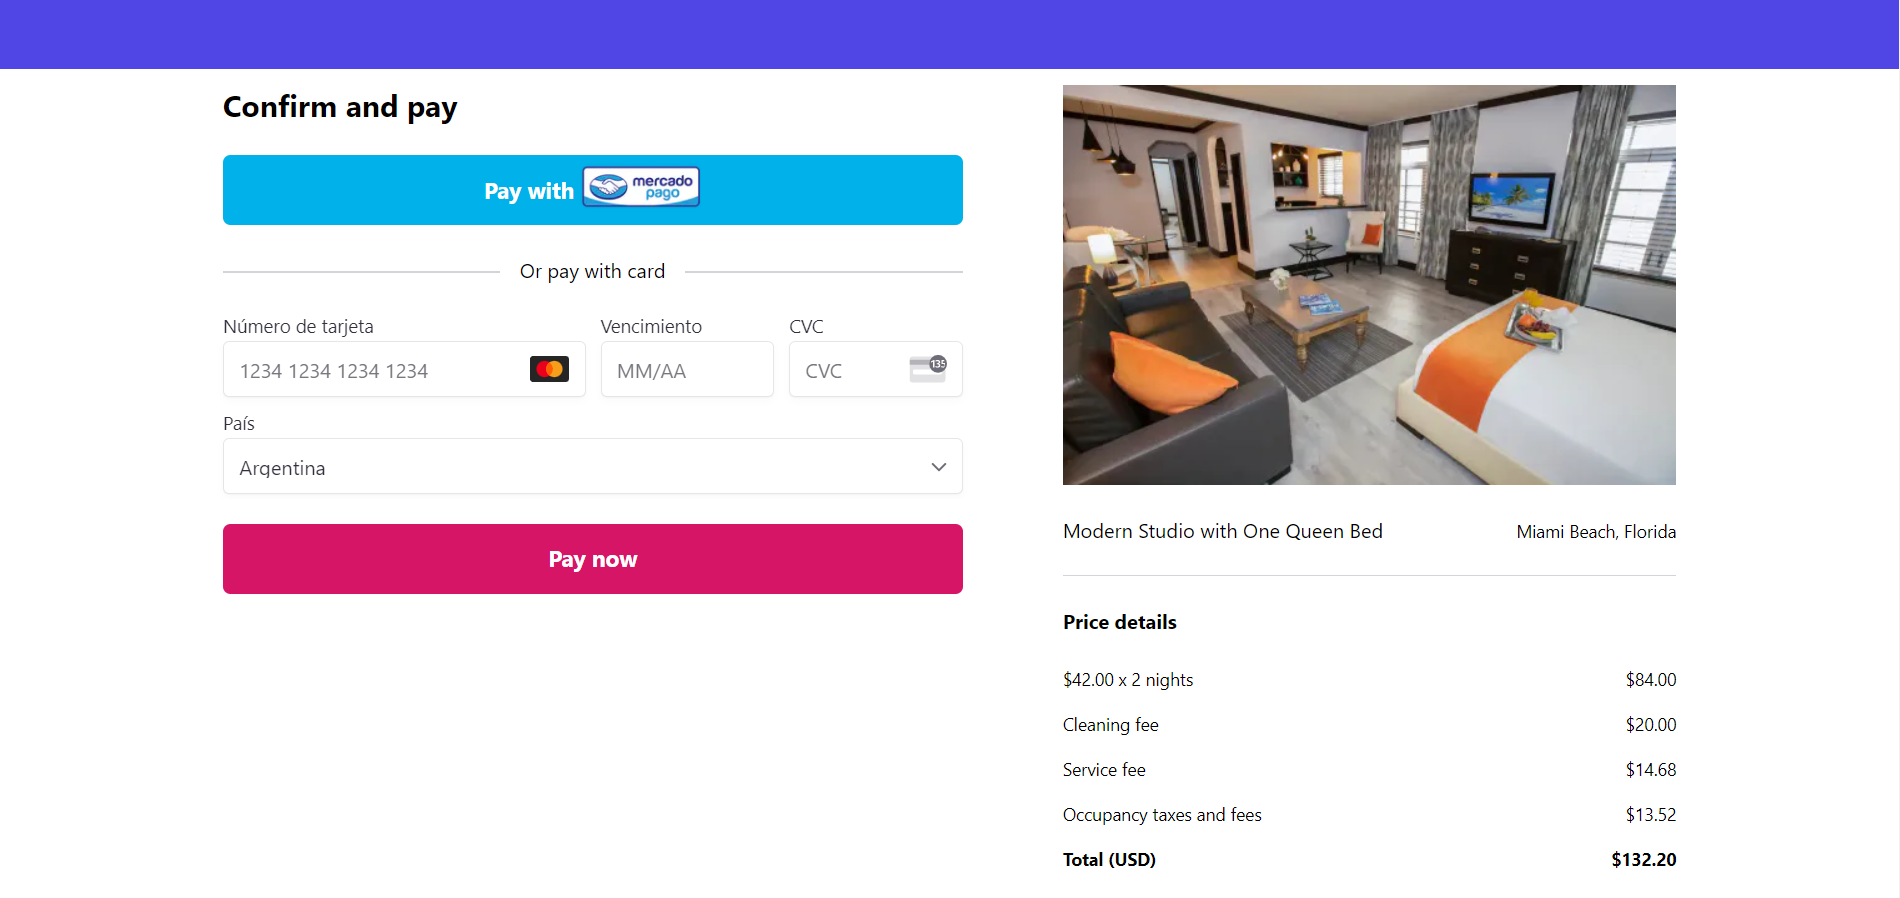 Confirm and pay
Pay with mercado pago
Or pay with card
Número de tarjeta
1234 1234 1234 1234
Vencimiento
MM/AA
CVC
CVC
135
País
Argentina
Pay now
Modern Studio with One Queen Bed
Miami Beach, Florida
Price details
$42.00 x 2 nights $84.00
Cleaning fee $20.00
Service fee $14.68
Occupancy taxes and fees $13.52
Total (USD) $132.20